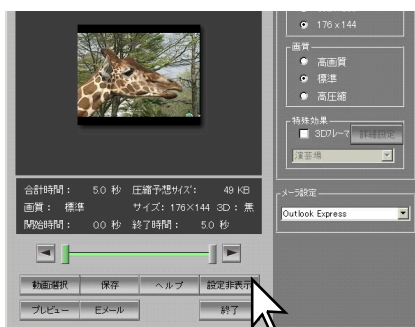 176×144
画質
高画質
標準
高圧縮
特殊効果
3Dフレーマ 詳細設定
演芸場
合計時間： 5.0 秒 圧縮予想サイズ： 49 KB
画質： 標準 サイズ：176×144 3D：無
開始時間： 0.0 秒 終了時間： 5.0 秒
メーラ設定
Outlook Express
動画選択 保存 ヘルプ 設定非表示
プレビュー Eメール 終了